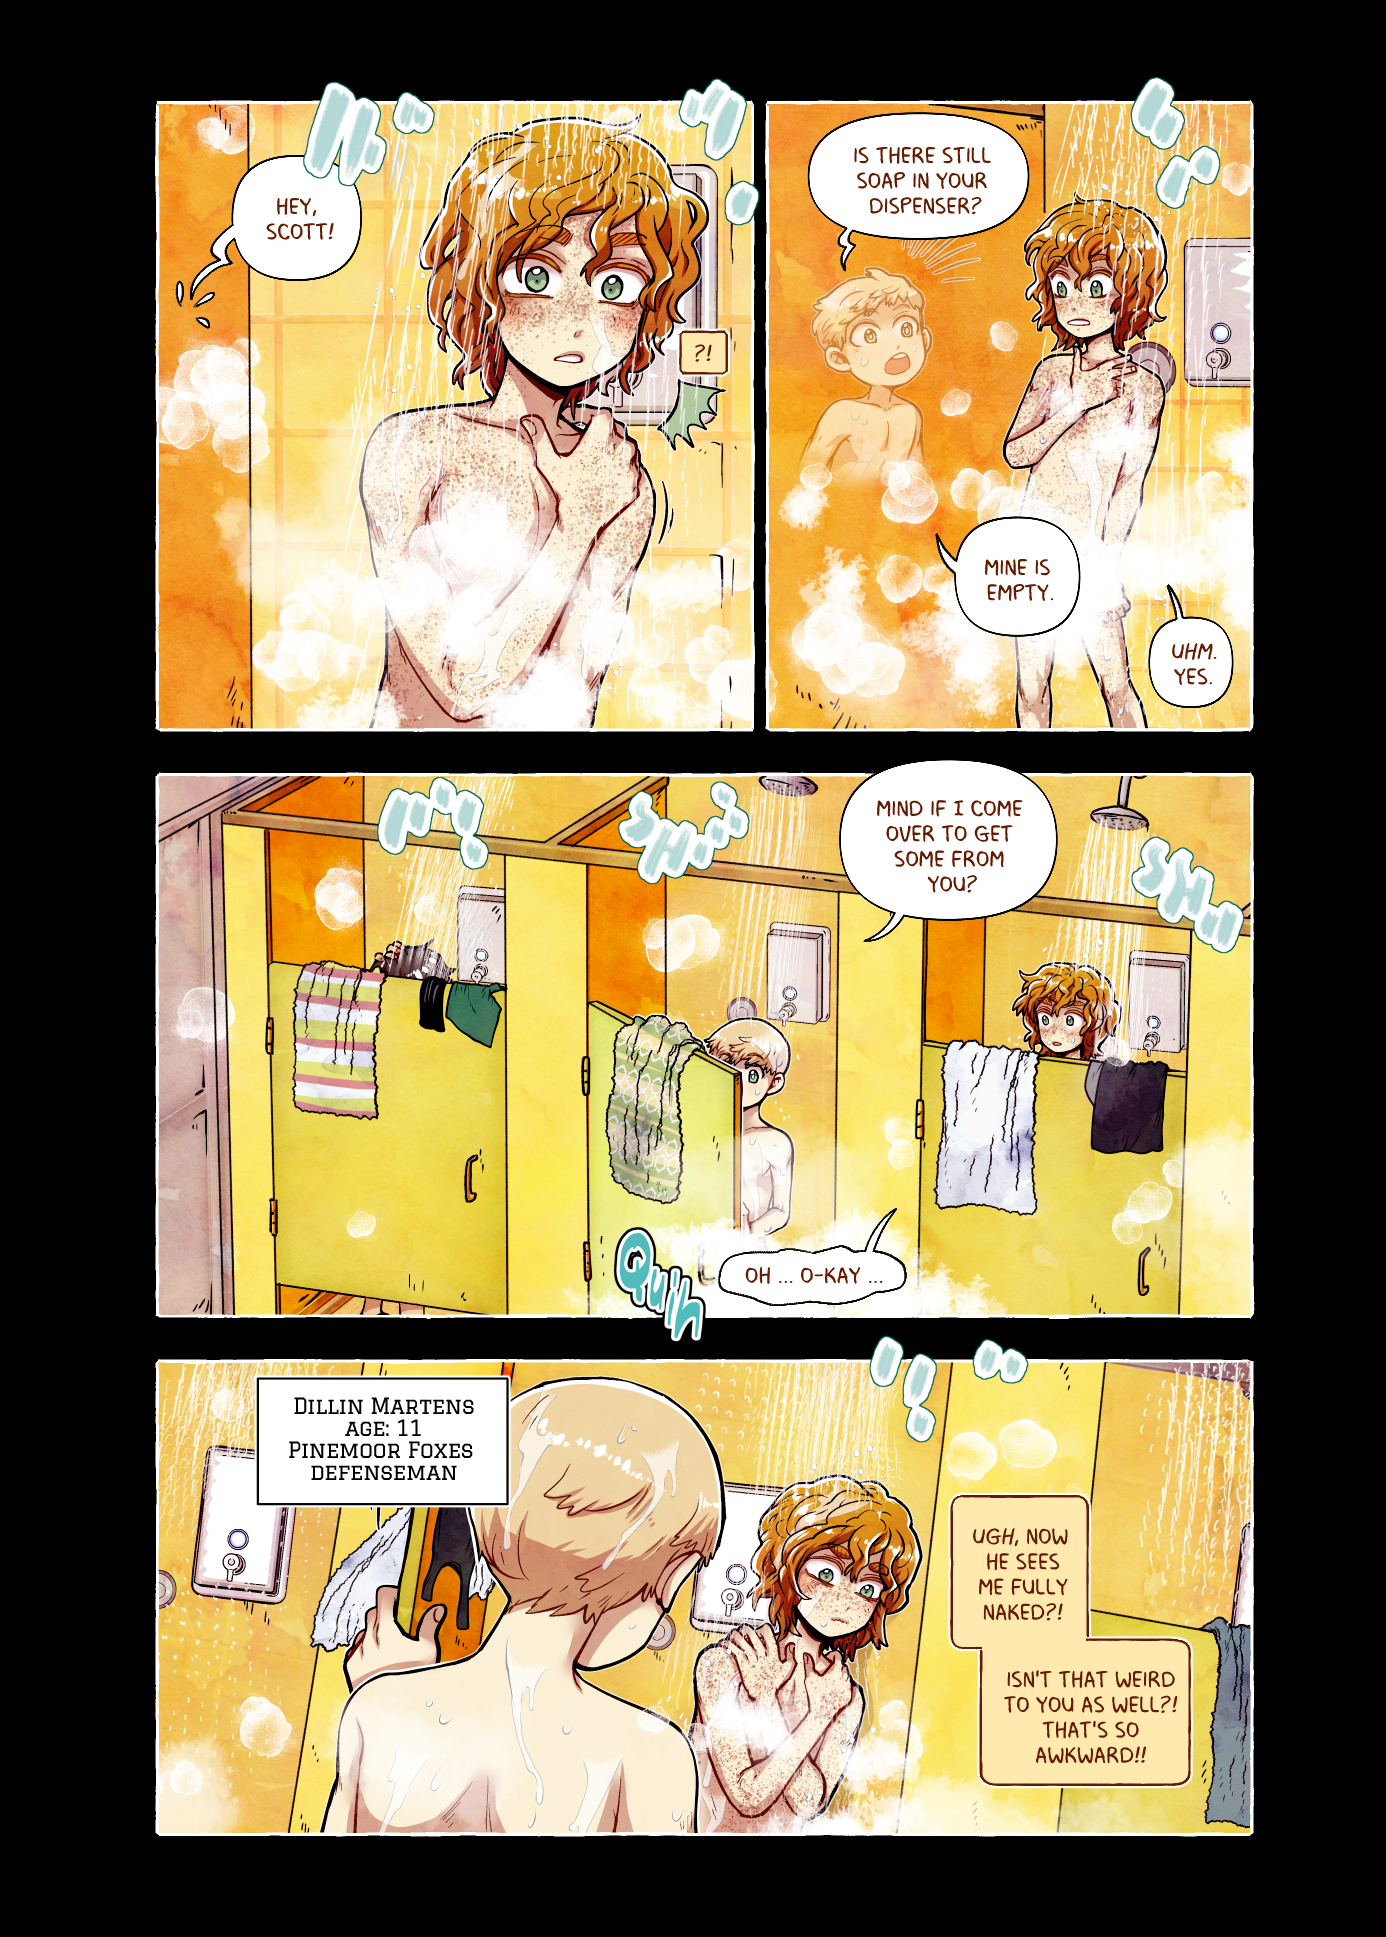 HEY,
SCOTT!
?!
IS THERE STILL
SOAP IN YOUR
DISPENSER?
MINE IS
EMPTY.
UHM.
YES.
MIND IF I COME
OVER TO GET
SOME FROM
YOU?
OH ... O-KAY ...
Quih
DILLIN MARTENS
AGE: 11
PINEMOOR FOXES
DEFENSEMAN
UGH, NOW
HE SEES
ME FULLY
NAKED?!
ISN'T THAT WEIRD
TO YOU AS WELL?!
THAT'S SO
AWKWARD!!